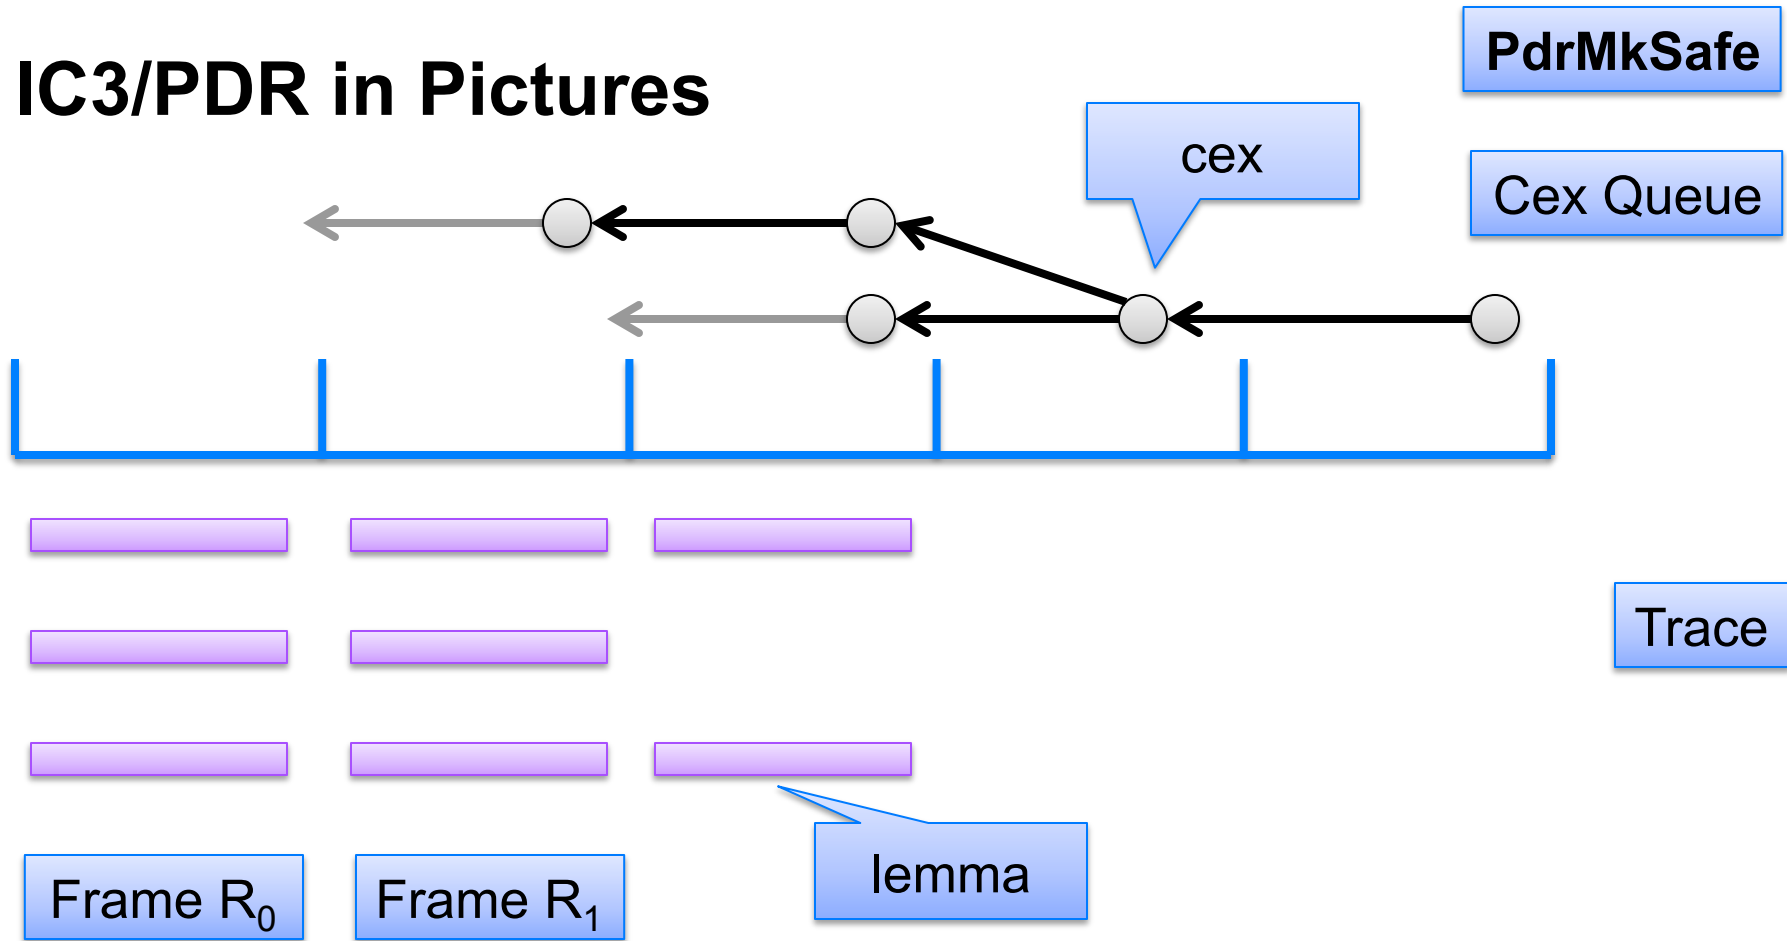 PdrMkSafe
IC3/PDR in Pictures
cex
Cex Queue
Trace
lemma
Frame R0
Frame R1